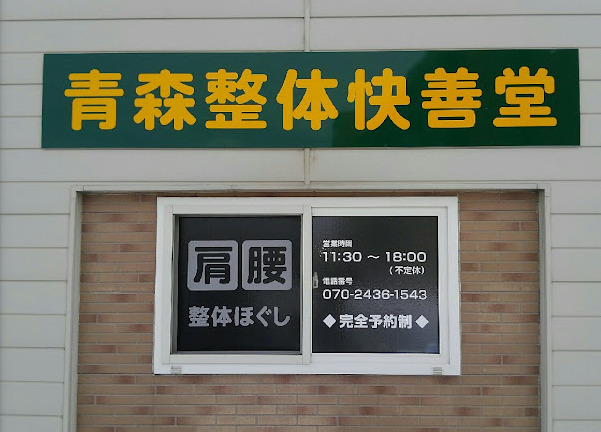 青森整体快善堂
肩腰
整体ほぐし
営業時間
11:30 ～ 18:00
(不定休)
電話番号
070-2436-1543
◆完全予約制◆